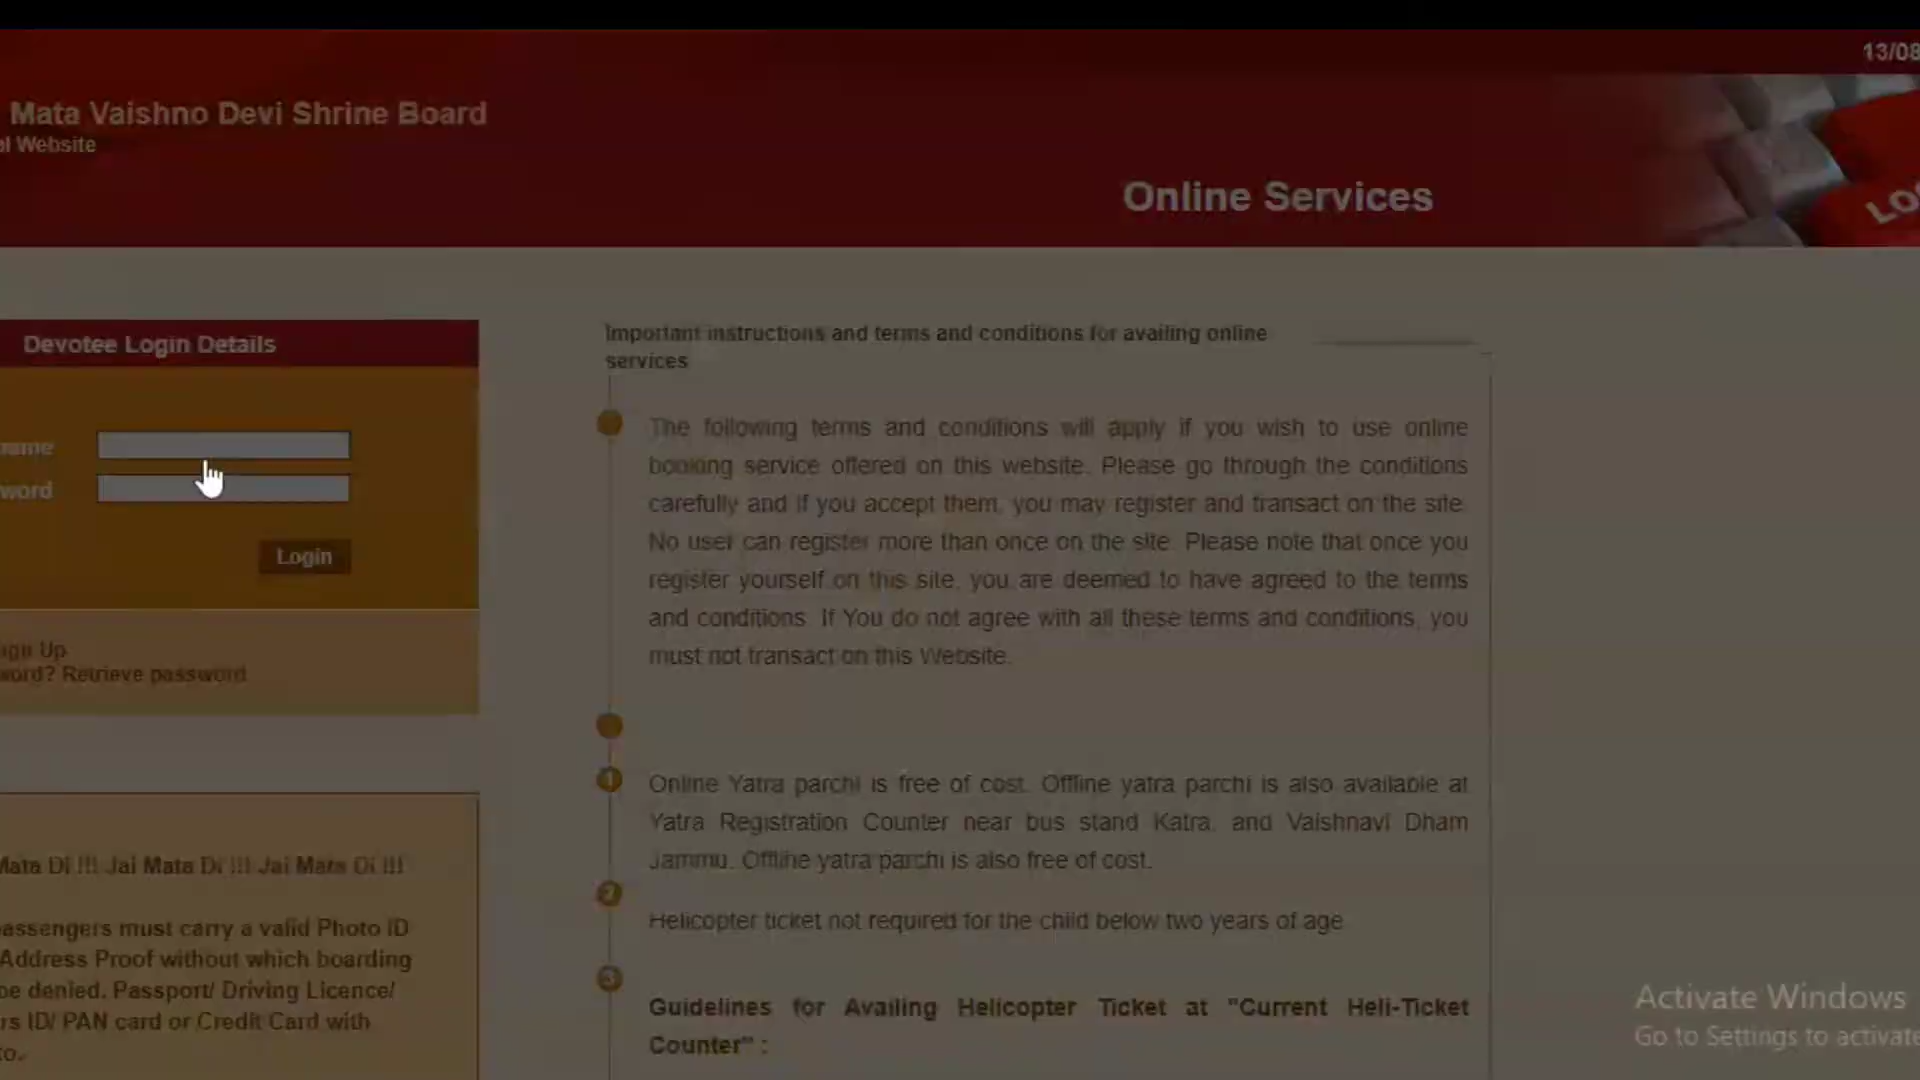 13/08
Mata Vaishno Devi Shrine Board
al Website
Online Services
LO
Devotee Login Details
name
word
Login
ign Up
word? Retrieve password
Mata Di !!! Jai Mata Di !!! Jai Mata Di !!!
assengers must carry a valid Photo ID
Address Proof without which boarding
be denied. Passport/ Driving Licence/
rs ID/ PAN card or Credit Card with
to.
Important instructions and terms and conditions for availing online
services
The following terms and conditions will apply if you wish to use online
booking service offered on this website. Please go through the conditions
carefully and if you accept them, you may register and transact on the site.
No user can register more than once on the site. Please note that once you
register yourself on this site, you are deemed to have agreed to the terms
and conditions. If You do not agree with all these terms and conditions, you
must not transact on this Website.
1
Online Yatra parchi is free of cost. Offline yatra parchi is also available at
Yatra Registration Counter near bus stand Katra, and Vaishnavi Dham
Jammu. Offline yatra parchi is also free of cost.
2
Helicopter ticket not required for the child below two years of age
3
Guidelines for Availing Helicopter Ticket at "Current Heli-Ticket
Counter" :
Activate Windows
Go to Settings to activate